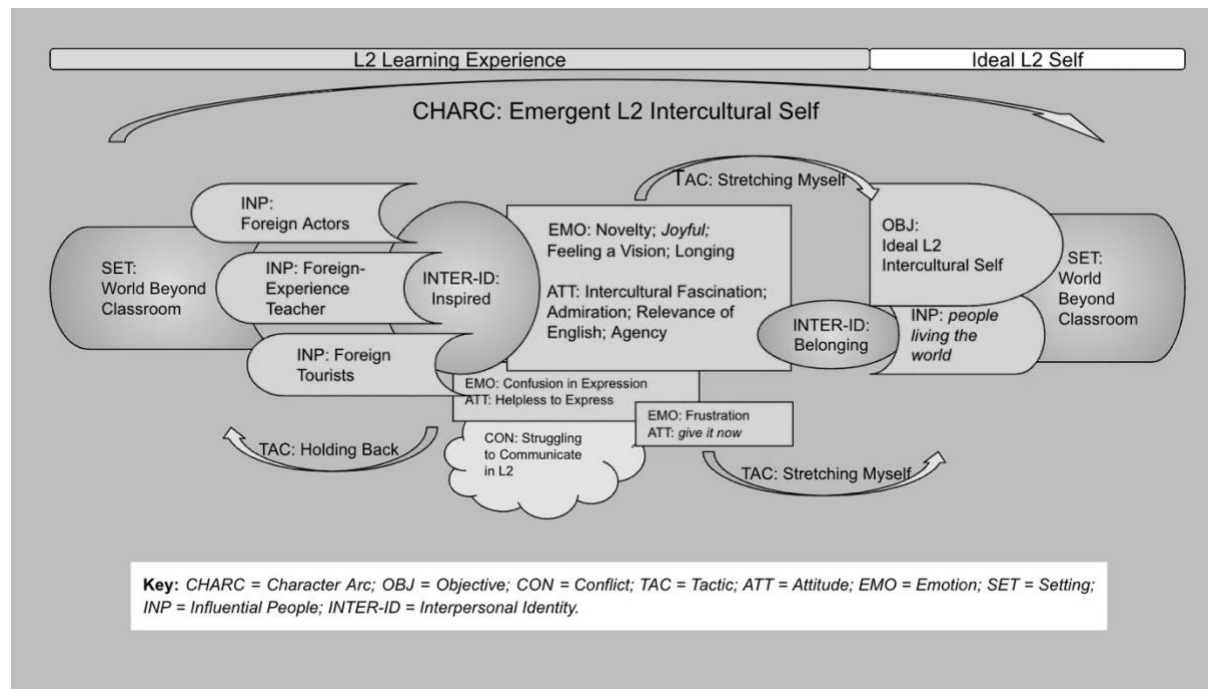 L2 Learning Experience
Ideal L2 Self
CHARC: Emergent L2 Intercultural Self
TAC: Stretching Myself
INP:
Foreign Actors
SET:
World Beyond
Classroom
INP: Foreign-
Experience
Teacher
INP: Foreign
Tourists
INTER-ID:
Inspired
EMO: Novelty; Joyful;
Feeling a Vision; Longing
ATT: Intercultural Fascination;
Admiration; Relevance of
English; Agency
OBJ:
Ideal L2
Intercultural Self
SET:
World
Beyond
Classroom
INTER-ID:
Belonging
INP: people
living the
world
EMO: Confusion in Expression
ATT: Helpless to Express
EMO: Frustration
ATT: give it now
CON: Struggling
to Communicate
in L2
TAC: Holding Back
TAC: Stretching Myself
Key: CHARC = Character Arc; OBJ = Objective; CON = Conflict; TAC = Tactic; ATT = Attitude; EMO = Emotion; SET = Setting;
INP = Influential People; INTER-ID = Interpersonal Identity.